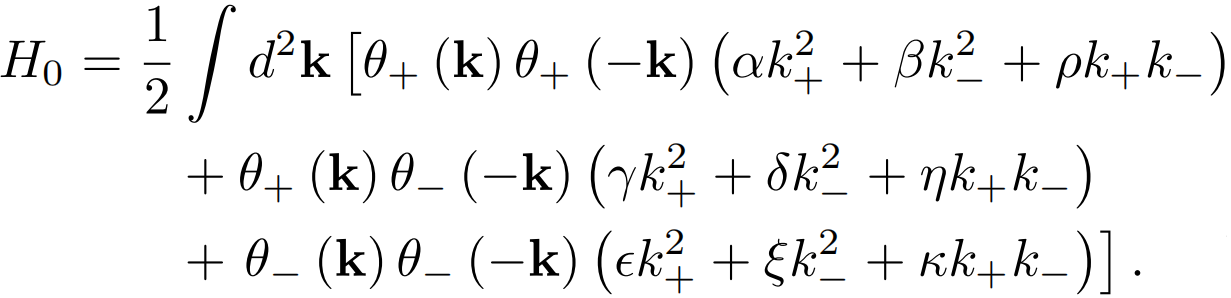 H_0 = \frac{1}{2} \int d^2\mathbf{k} \left[ \theta_+ (\mathbf{k}) \theta_+ (-\mathbf{k}) \left( \alpha k_+^2 + \beta k_-^2 + \rho k_+ k_- \right) \right.
+ \theta_+ (\mathbf{k}) \theta_- (-\mathbf{k}) \left( \gamma k_+^2 + \delta k_-^2 + \eta k_+ k_- \right)
\left. + \theta_- (\mathbf{k}) \theta_- (-\mathbf{k}) \left( \epsilon k_+^2 + \xi k_-^2 + \kappa k_+ k_- \right) \right] .